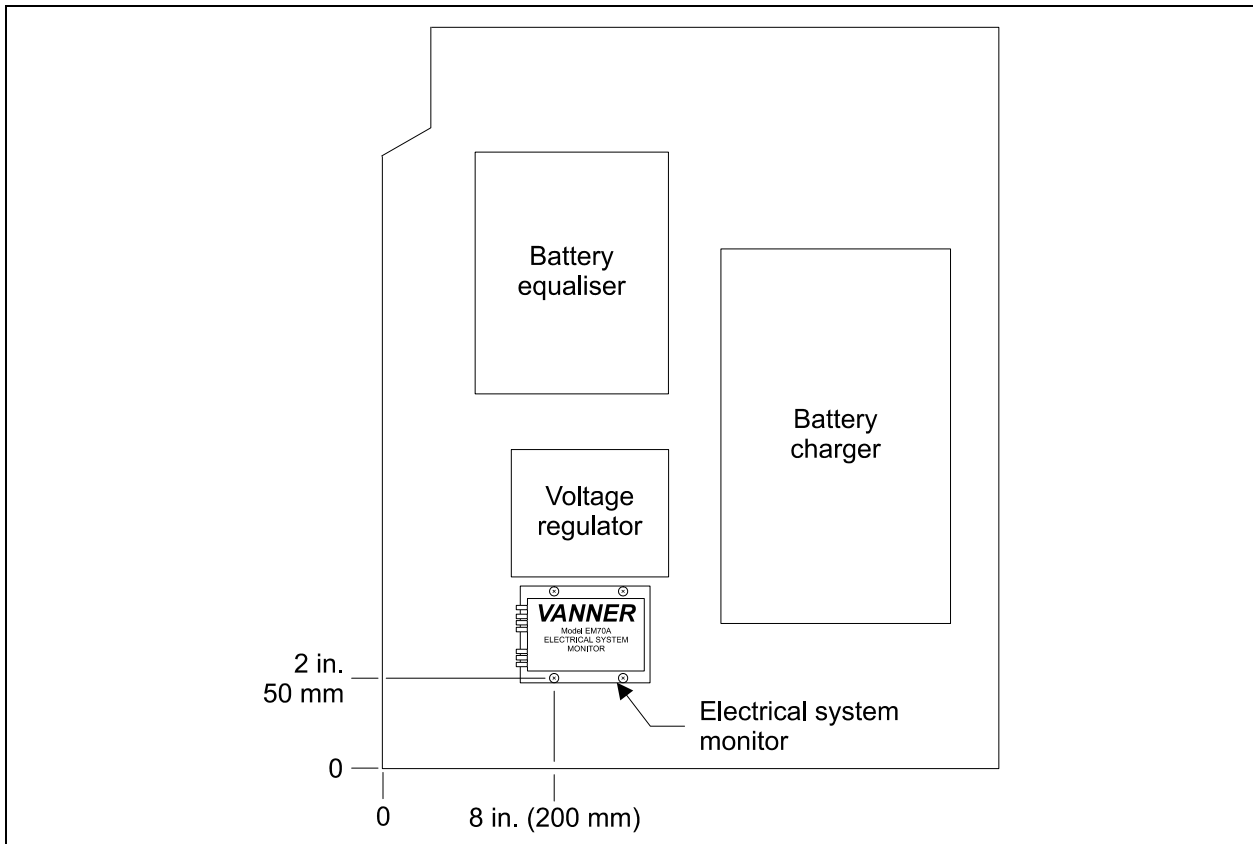 Battery
equaliser
Battery
charger
Voltage
regulator
VANNER
Model EM70A
ELECTRICAL SYSTEM
MONITOR
2 in.
50 mm
Electrical system
monitor
0
0
8 in. (200 mm)